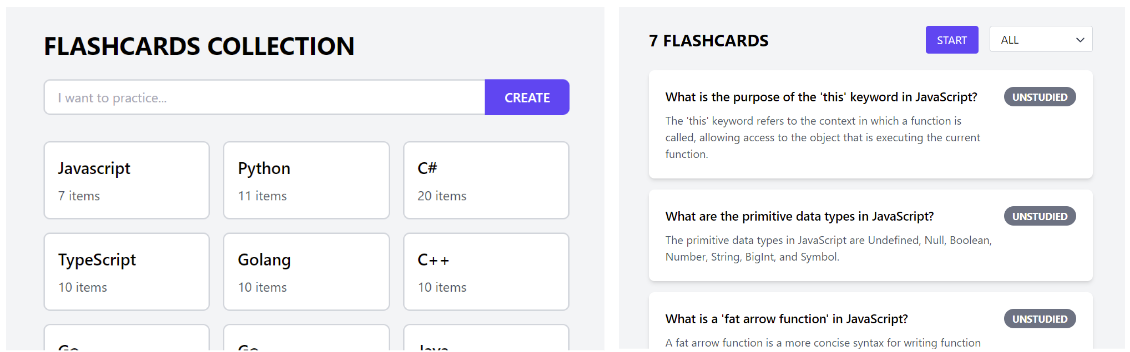 FLASHCARDS COLLECTION
I want to practice...
CREATE
Javascript
7 items
Python
11 items
C#
20 items
TypeScript
10 items
Golang
10 items
C++
10 items
7 FLASHCARDS
START
ALL
What is the purpose of the 'this' keyword in JavaScript?
UNSTUDIED
The 'this' keyword refers to the context in which a function is
called, allowing access to the object that is executing the current
function.
What are the primitive data types in JavaScript?
UNSTUDIED
The primitive data types in JavaScript are Undefined, Null, Boolean,
Number, String, BigInt, and Symbol.
What is a 'fat arrow function' in JavaScript?
UNSTUDIED
A fat arrow function is a more concise syntax for writing function